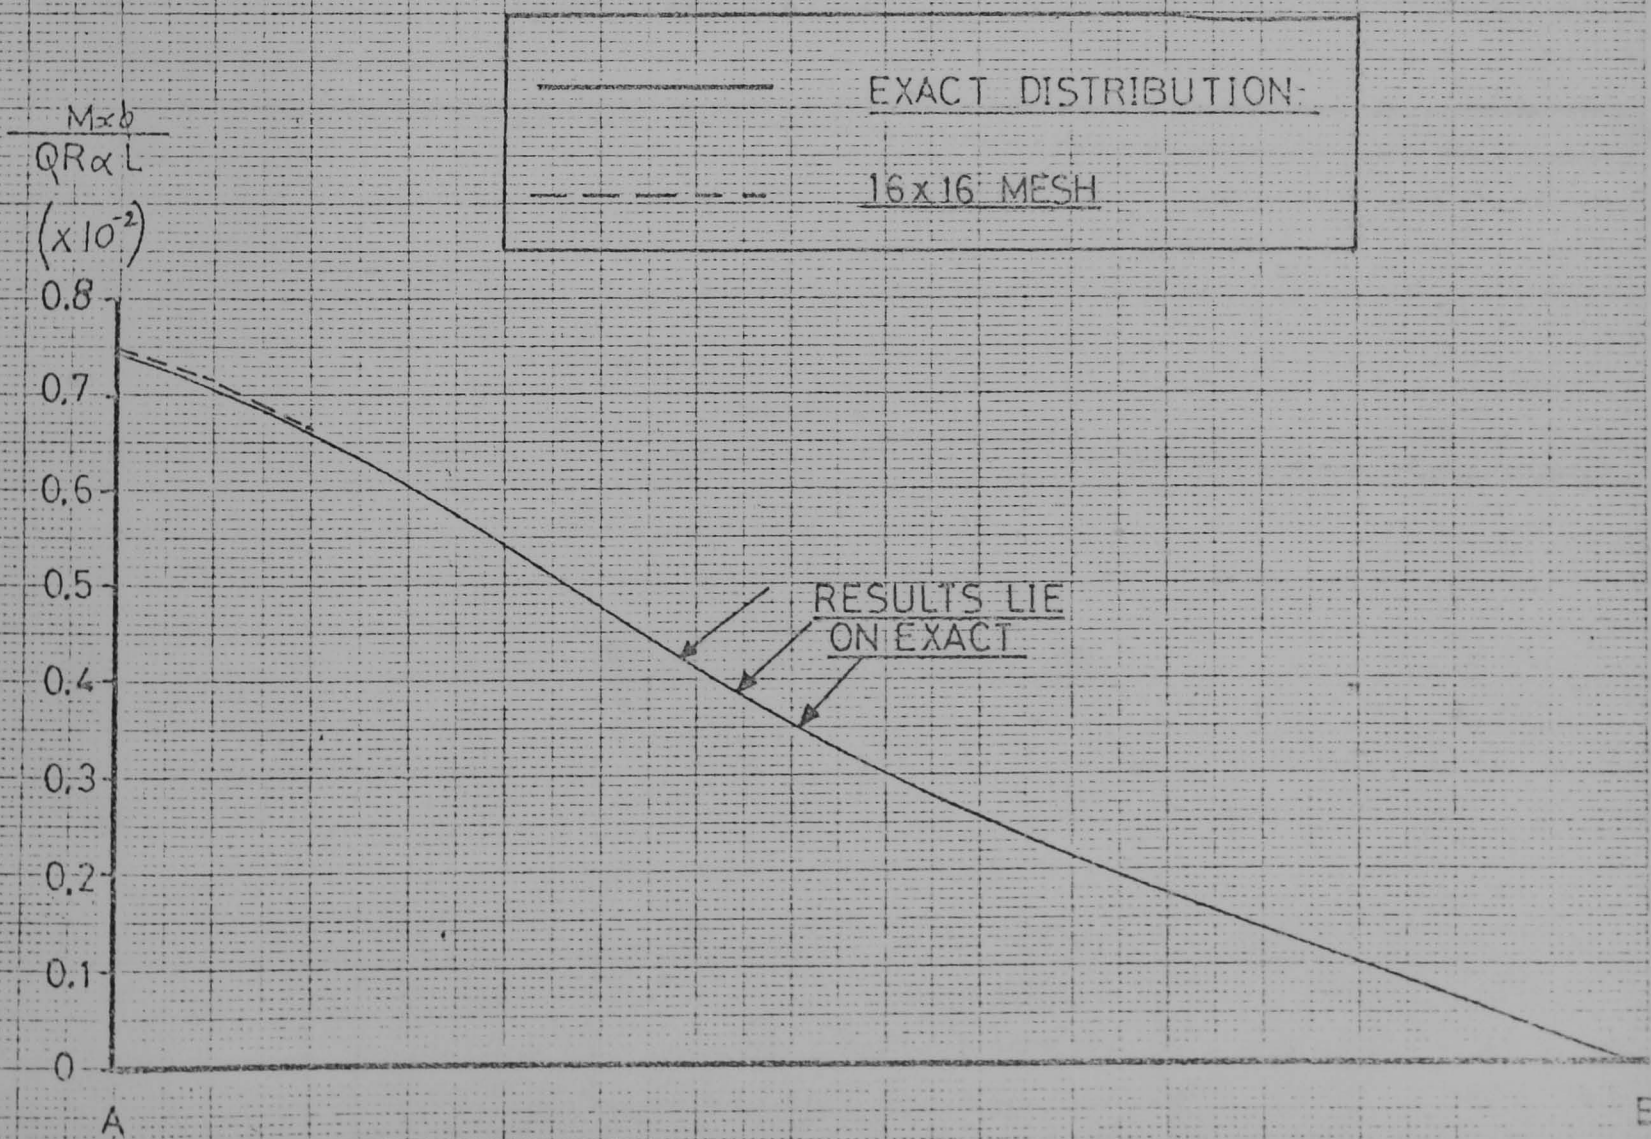 EXACT DISTRIBUTION
16x16 MESH
Mxϕ
QRαL
(x10⁻²)
0.8
0.7
0.6
0.5
RESULTS LIE
ON EXACT
0.4
0.3
0.2
0.1
0
A